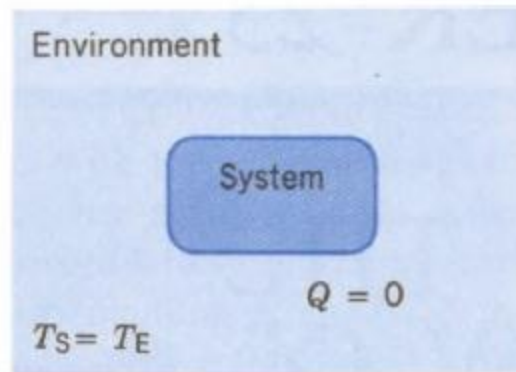 Environment
System
Q = 0
TS= TE